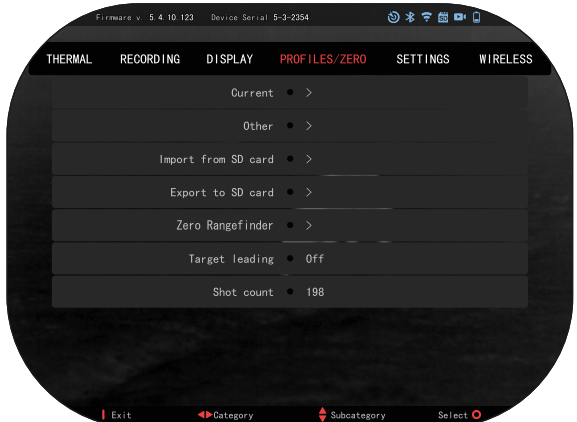 Firmware v. 5.4.10.123 Device Serial 5-3-2354 SD
THERMAL RECORDING DISPLAY PROFILES/ZERO SETTINGS WIRELESS
Current >
Other >
Import from SD card >
Export to SD card >
Zero Rangefinder >
Target leading Off
Shot count 198
Exit Category Subcategory Select